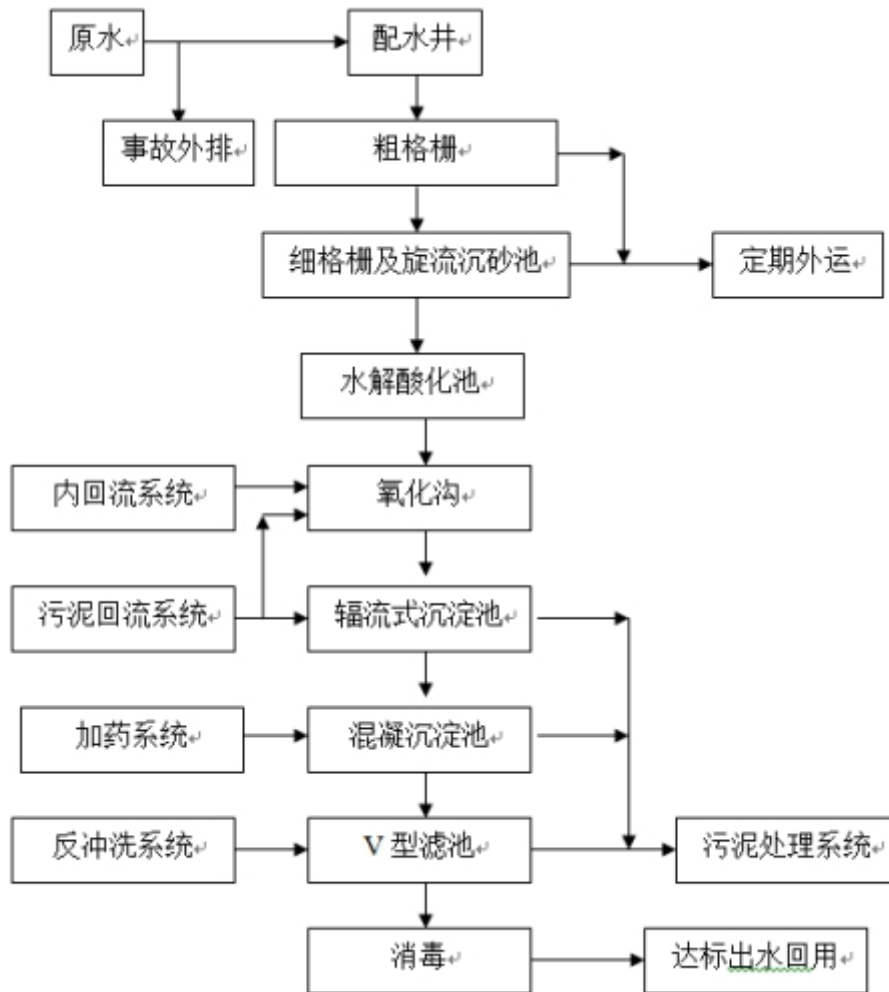 原水
配水井
事故外排
粗格栅
细格栅及旋流沉砂池
定期外运
水解酸化池
内回流系统
氧化沟
污泥回流系统
辐流式沉淀池
加药系统
混凝沉淀池
反冲洗系统
V 型滤池
污泥处理系统
消毒
达标出水回用